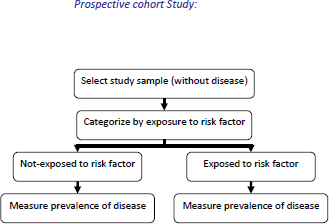 Prospective cohort Study:
Select study sample (without disease)
Categorize by exposure to risk factor
Not-exposed to risk factor
Exposed to risk factor
Measure prevalence of disease
Measure prevalence of disease